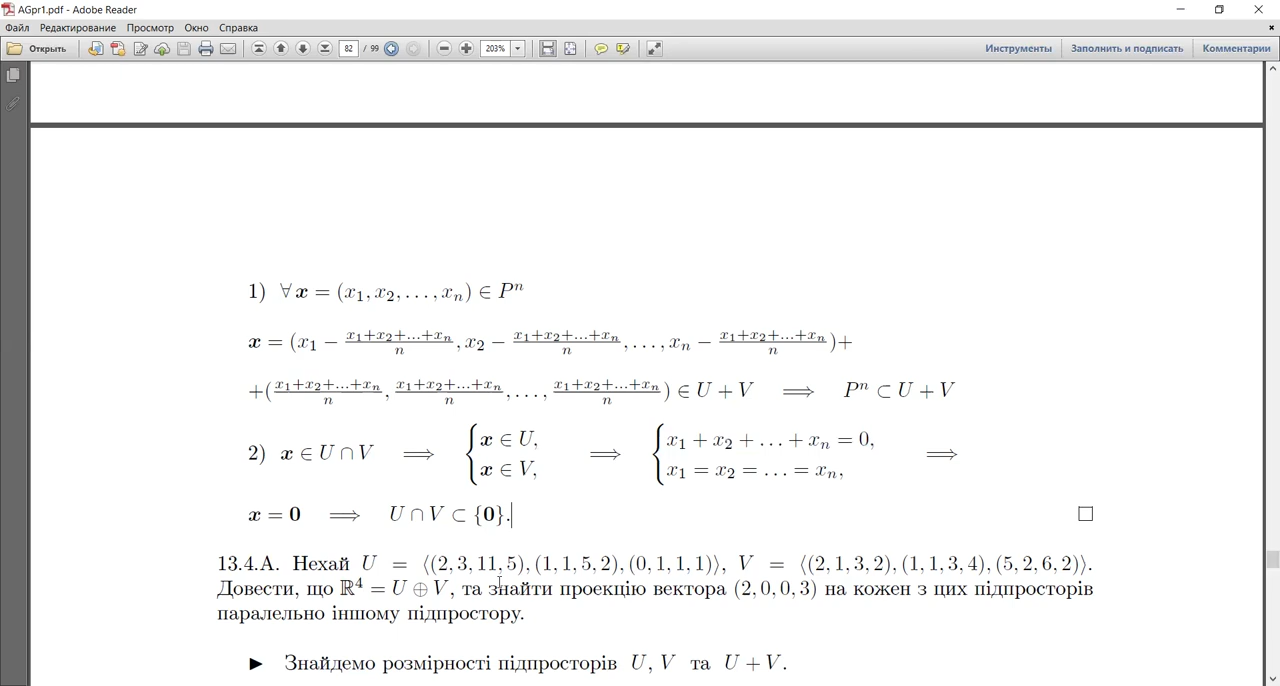 AGpr1.pdf - Adobe Reader
Файл Редактирование Просмотр Окно Справка
Открыть 82 / 99 203% Инструменты Заполнить и подписать Комментарии
1) ∀ x = (x₁, x₂, . . . , xₙ) ∈ Pⁿ
x = (x₁ − (x₁+x₂+...+xₙ)/n, x₂ − (x₁+x₂+...+xₙ)/n, . . . , xₙ − (x₁+x₂+...+xₙ)/n)+
+((x₁+x₂+...+xₙ)/n, (x₁+x₂+...+xₙ)/n, . . . , (x₁+x₂+...+xₙ)/n) ∈ U + V ⟹ Pⁿ ⊂ U + V
2) x ∈ U ∩ V ⟹ { x ∈ U, x ∈ V, ⟹ { x₁ + x₂ + . . . + xₙ = 0, x₁ = x₂ = . . . = xₙ, ⟹
x = 0 ⟹ U ∩ V ⊂ {0}. □
13.4.A. Нехай U = ⟨(2, 3, 11, 5), (1, 1, 5, 2), (0, 1, 1, 1)⟩, V = ⟨(2, 1, 3, 2), (1, 1, 3, 4), (5, 2, 6, 2)⟩.
Довести, що ℝ⁴ = U ⊕ V, та знайти проекцію вектора (2, 0, 0, 3) на кожен з цих підпросторів
паралельно іншому підпростору.
► Знайдемо розмірності підпросторів U, V та U + V.